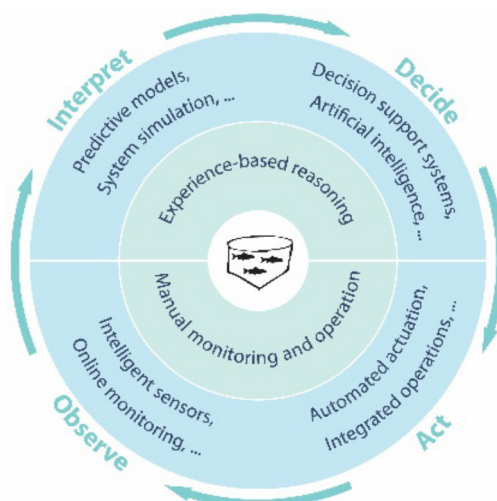 Interpret
Predictive models,
System simulation, ...
Decide
Decision support systems,
Artificial intelligence, ...
Experience-based reasoning
Manual monitoring and operation
Intelligent sensors,
Online monitoring, ...
Observe
Automated actuation,
Integrated operations, ...
Act